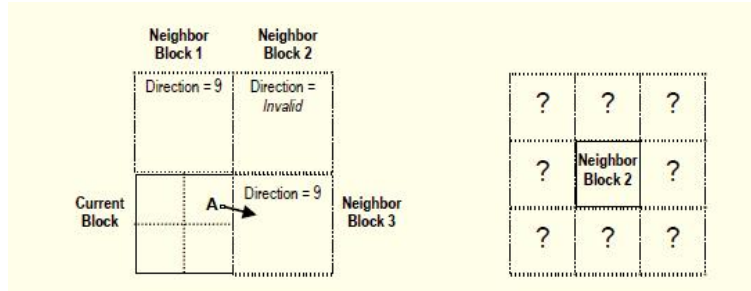 Neighbor
Block 1
Neighbor
Block 2
Direction = 9
Direction =
Invalid
Current
Block
A
Direction = 9
Neighbor
Block 3
? ? ?
? Neighbor
Block 2 ?
? ? ?